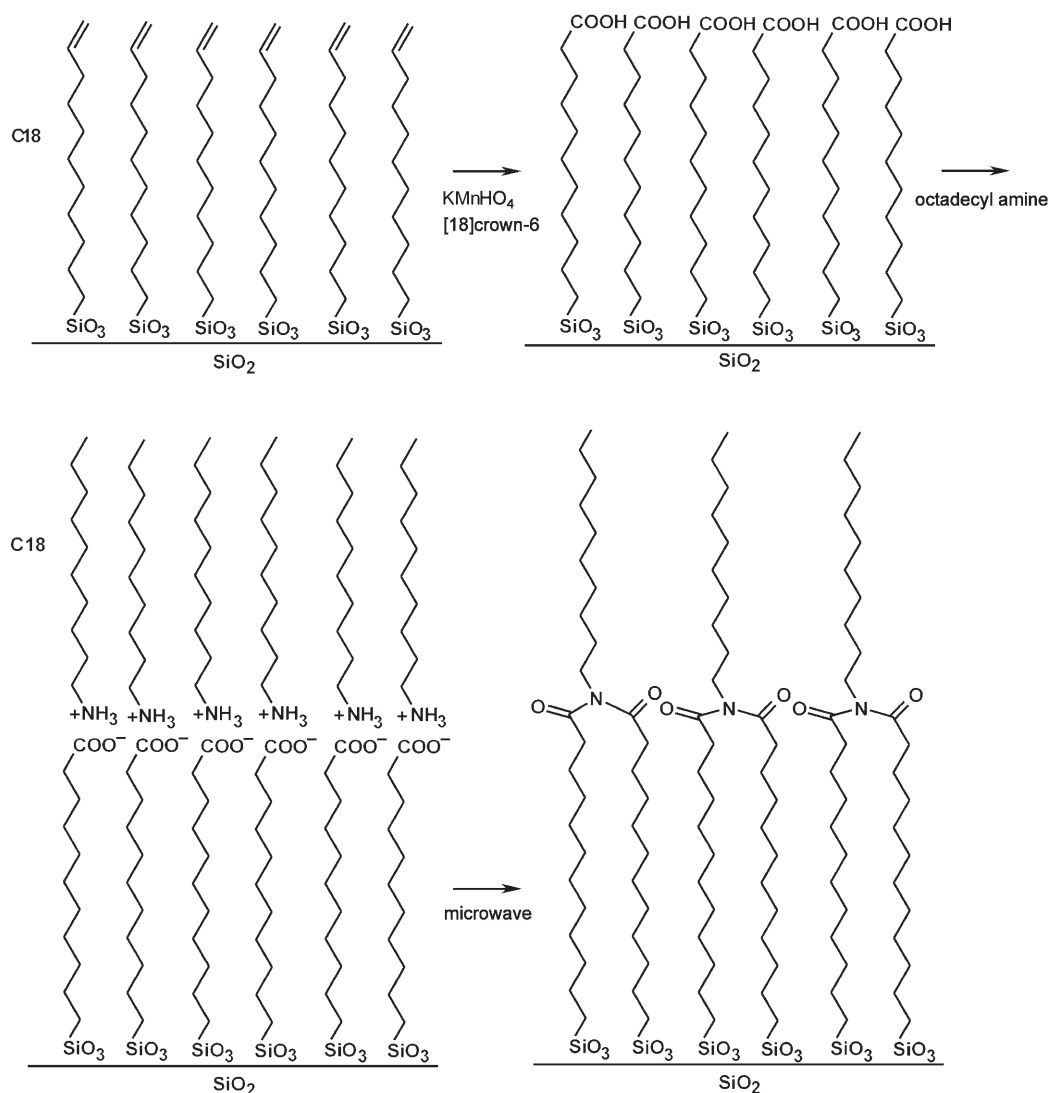 COOH COOH COOH COOH COOH COOH
C18
KMnHO₄
[18]crown-6
octadecyl amine
SiO₃ SiO₃ SiO₃ SiO₃ SiO₃ SiO₃
SiO₂
SiO₃ SiO₃ SiO₃ SiO₃ SiO₃ SiO₃
SiO₂
C18
+NH₃ +NH₃ +NH₃ +NH₃ +NH₃ +NH₃
COO⁻ COO⁻ COO⁻ COO⁻ COO⁻ COO⁻
O N O O N O O N O
microwave
SiO₃ SiO₃ SiO₃ SiO₃ SiO₃ SiO₃
SiO₂
SiO₃ SiO₃ SiO₃ SiO₃ SiO₃ SiO₃
SiO₂